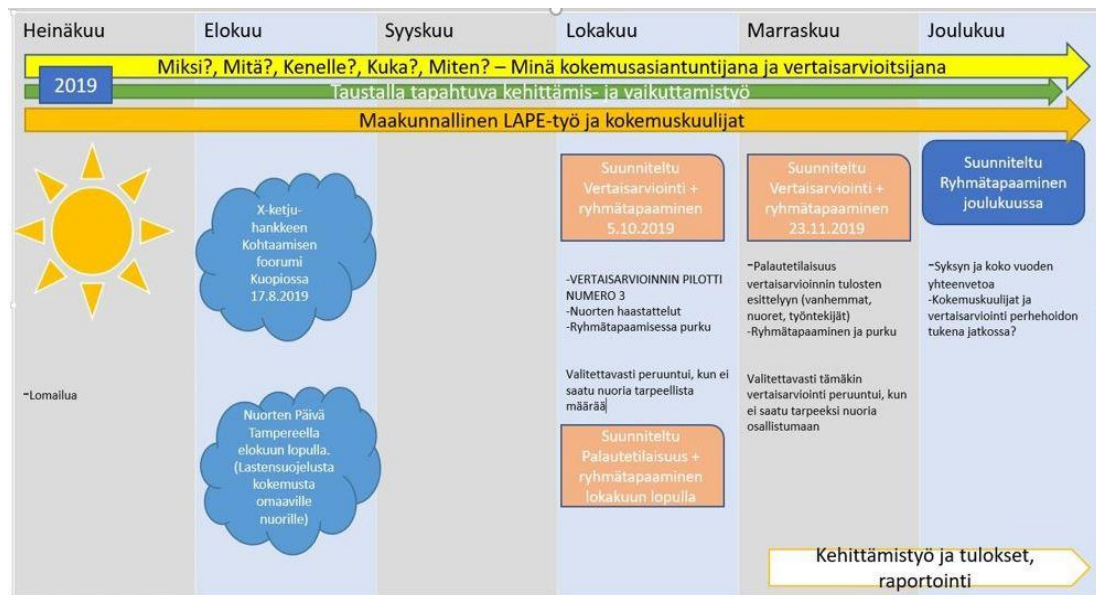 Heinäkuu
Elokuu
Syyskuu
Lokakuu
Marraskuu
Joulukuu
Miksi?, Mitä?, Kenelle?, Kuka?, Miten? – Minä kokemusasiantuntijana ja vertaisarvioitsijana
2019
Taustalla tapahtuva kehittämis- ja vaikuttamistyö
Maakunnallinen LAPE-työ ja kokemuskuulijat
-Lomailua
X-ketju-
hankkeen
Kohtaamisen
foorumi
Kuopiossa
17.8.2019
Nuorten Päivä
Tampereella
elokuun lopulla.
(Lastensuojelusta
kokemusta
omaaville
nuorille)
Suunniteltu
Vertaisarviointi +
ryhmätapaaminen
5.10.2019
-VERTAISARVIOINNIN PILOTTI
NUMERO 3
-Nuorten haastattelut
-Ryhmätapaamisessa purku
Valitettavasti peruuntui, kun ei
saatu nuoria tarpeellista
määrää
Suunniteltu
Palautetilaisuus +
ryhmätapaaminen
lokakuun lopulla
Suunniteltu
Vertaisarviointi +
ryhmätapaaminen
23.11.2019
-Palautetilaisuus
vertaisarvioinnin tulosten
esittelyyn (vanhemmat,
nuoret, työntekijät)
-Ryhmätapaaminen ja purku
Valitettavasti tämäkin
vertaisarviointi peruuntui, kun
ei saatu tarpeeksi nuoria
osallistumaan
Suunniteltu
Ryhmätapaaminen
joulukuussa
-Syksyn ja koko vuoden
yhteenvetoa
-Kokemuskuulijat ja
vertaisarviointi perhehoidon
tukena jatkossa?
Kehittämistyö ja tulokset,
raportointi